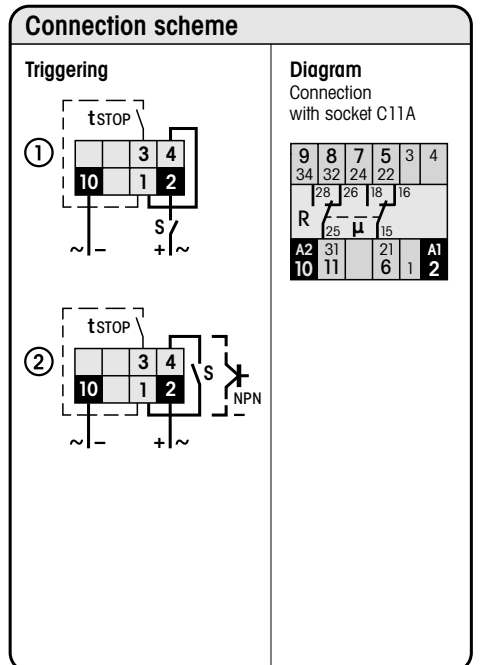 Connection scheme
Triggering
① tSTOP
3 4
10 1 2
S
~ – + ~
② tSTOP
3 4 S
10 1 2 NPN
~ – + ~
Diagram
Connection
with socket C11A
9 8 7 5 3 4
34 32 24 22
28 26 18 16
R µ
25 15
A2 31 21 A1
10 11 6 1 2